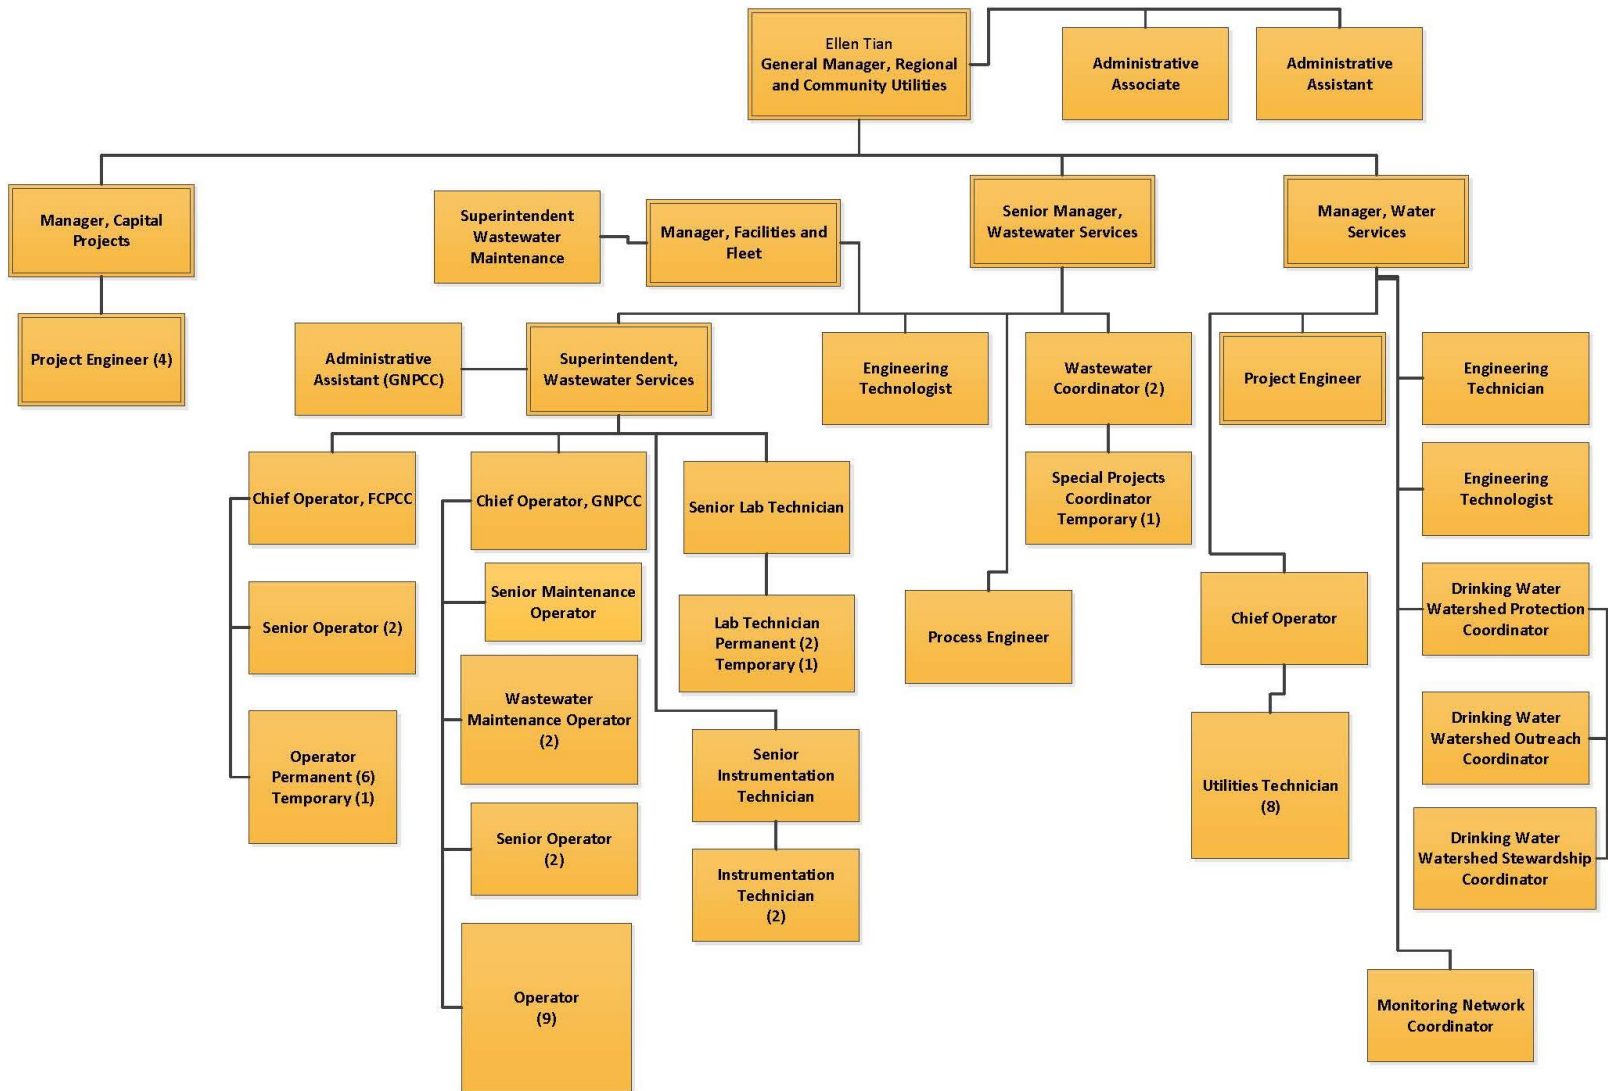 Ellen Tian
General Manager, Regional
and Community Utilities
Administrative
Associate
Administrative
Assistant
Manager, Capital
Projects
Superintendent
Wastewater
Maintenance
Manager, Facilities and
Fleet
Senior Manager,
Wastewater Services
Manager, Water
Services
Project Engineer (4)
Administrative
Assistant (GNPCC)
Superintendent,
Wastewater Services
Engineering
Technologist
Wastewater
Coordinator (2)
Project Engineer
Engineering
Technician
Chief Operator, FCPCC
Chief Operator, GNPCC
Senior Lab Technician
Special Projects
Coordinator
Temporary (1)
Engineering
Technologist
Senior Operator (2)
Senior Maintenance
Operator
Lab Technician
Permanent (2)
Temporary (1)
Process Engineer
Chief Operator
Drinking Water
Watershed Protection
Coordinator
Operator
Permanent (6)
Temporary (1)
Wastewater
Maintenance Operator
(2)
Senior
Instrumentation
Technician
Utilities Technician
(8)
Drinking Water
Watershed Outreach
Coordinator
Senior Operator
(2)
Instrumentation
Technician
(2)
Drinking Water
Watershed Stewardship
Coordinator
Operator
(9)
Monitoring Network
Coordinator